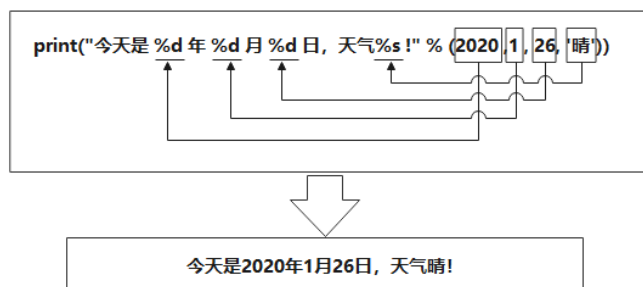 print("今天是 %d 年 %d 月 %d 日，天气%s !" % (2020 ,1 , 26, '晴'))
今天是2020年1月26日，天气晴！